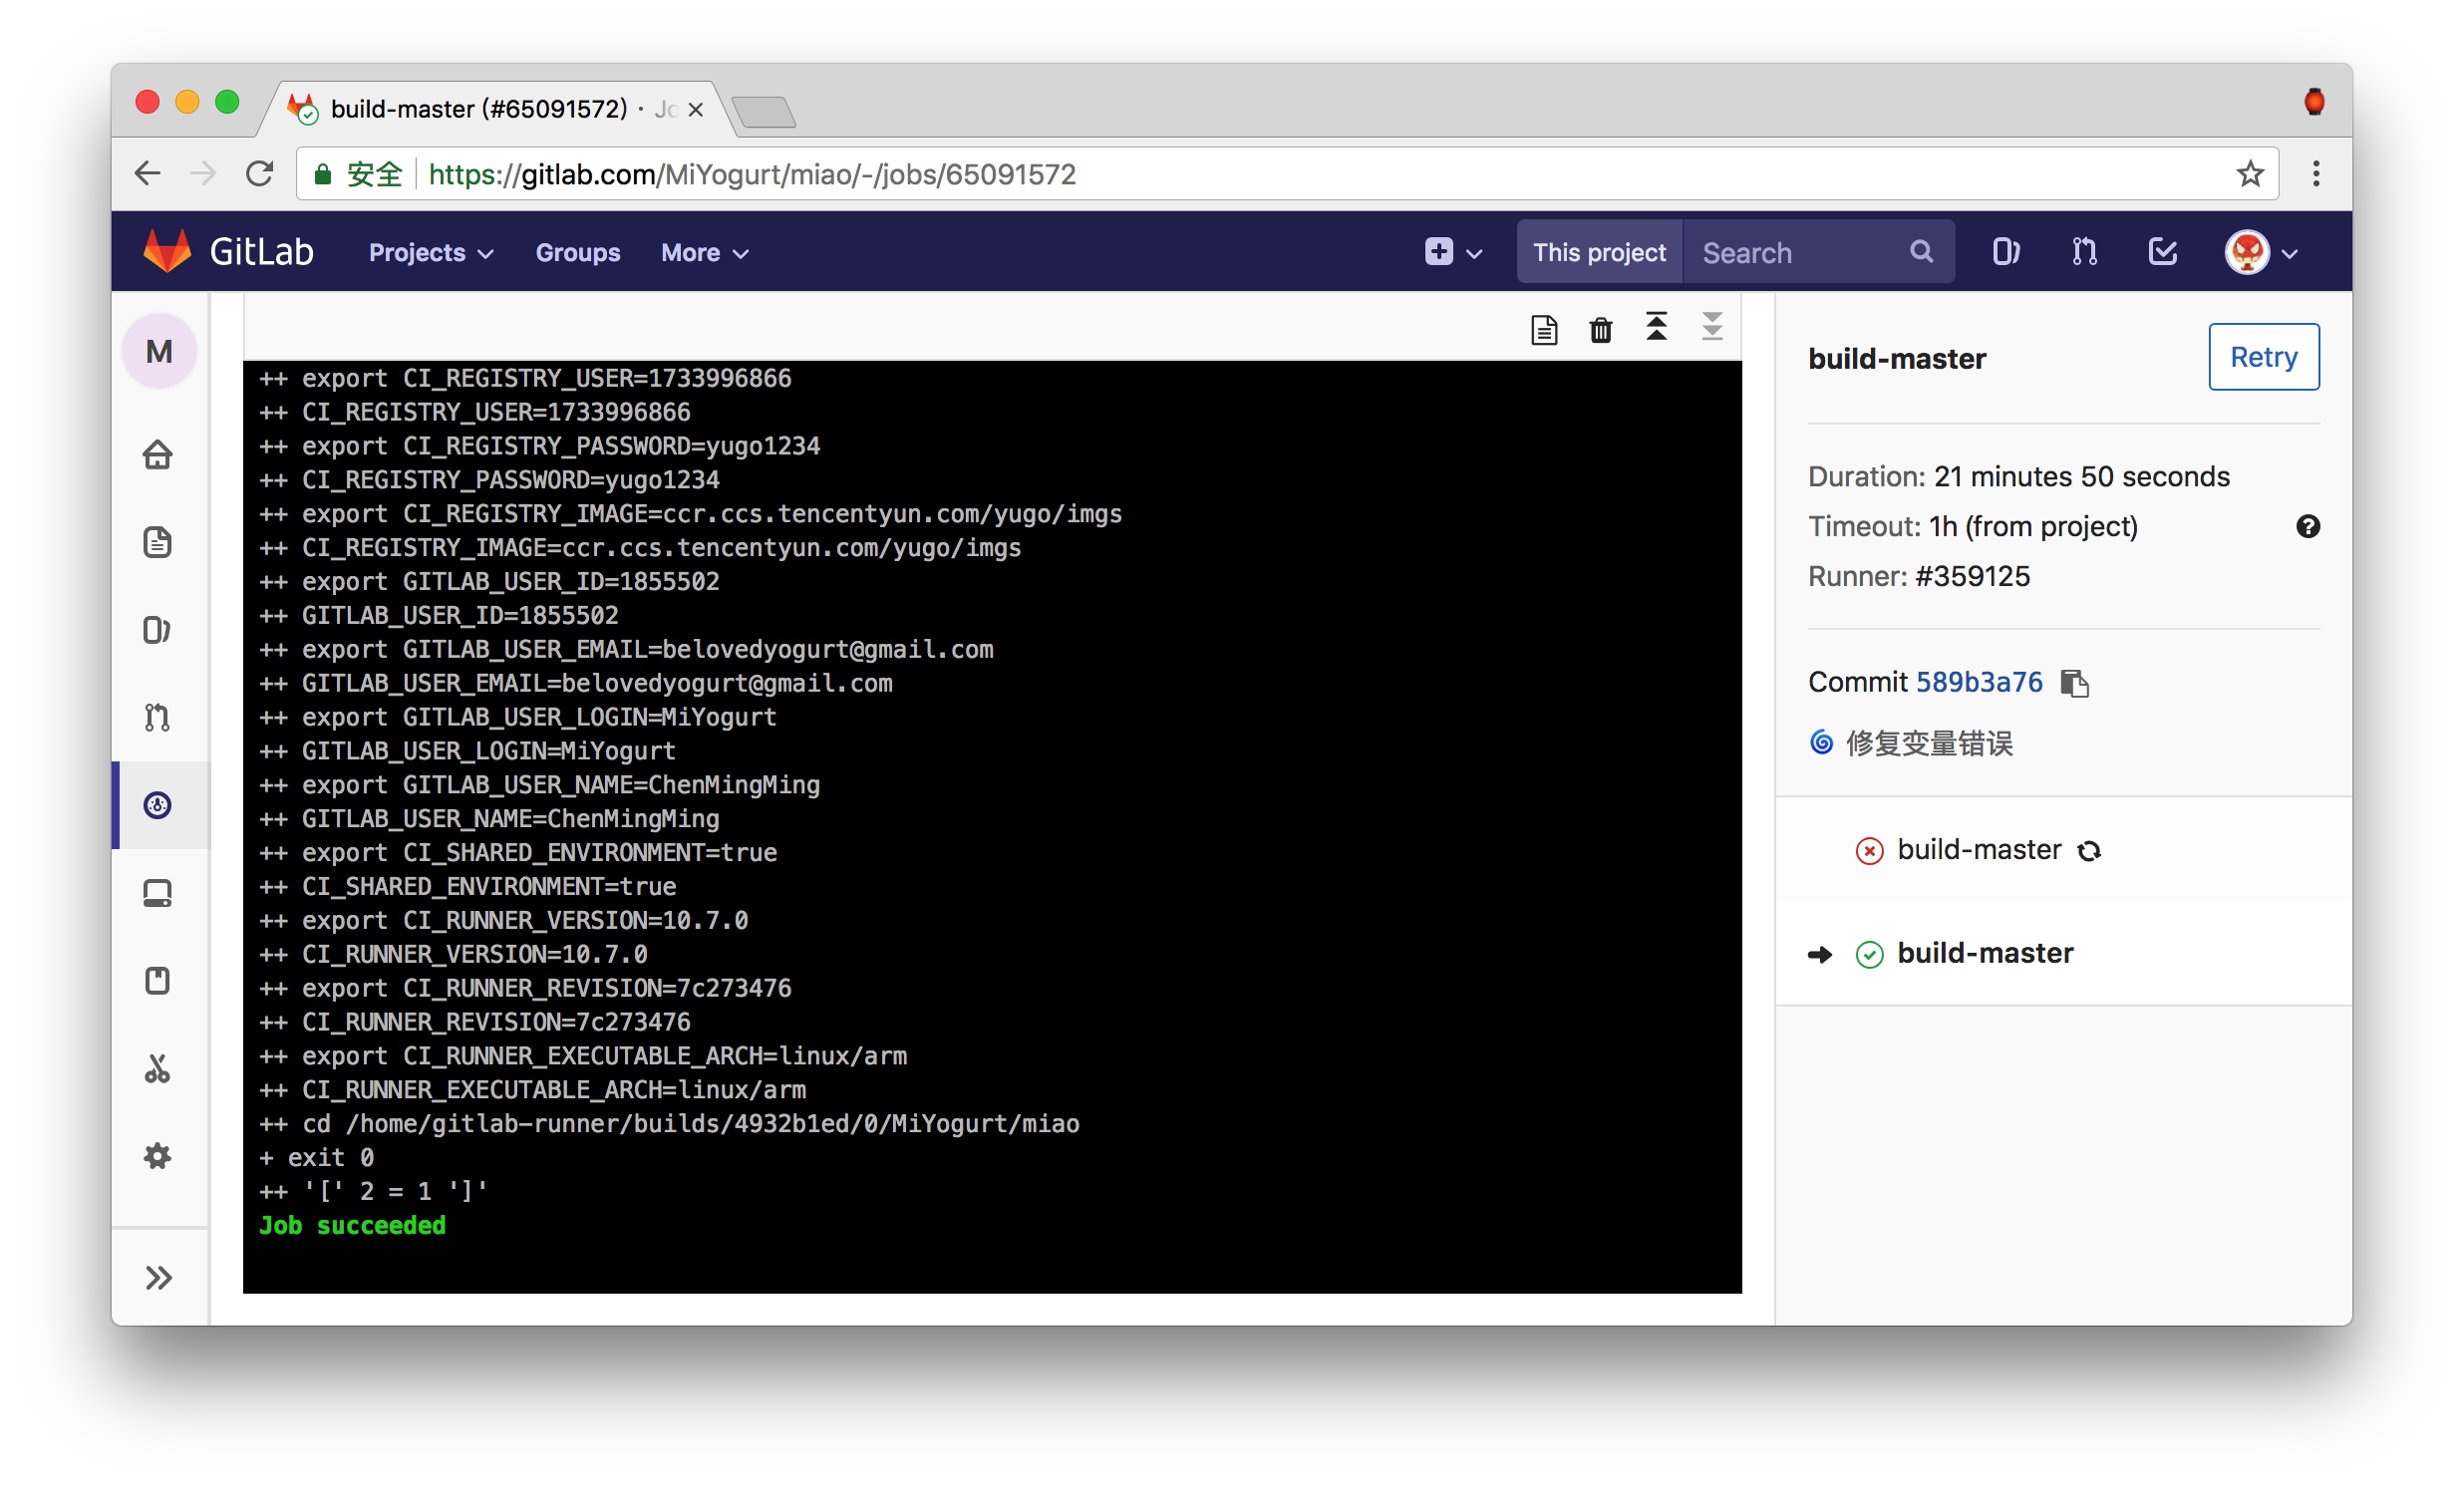 build-master (#65091572) · Jo
安全 https://gitlab.com/MiYogurt/miao/-/jobs/65091572
GitLab Projects Groups More This project Search
M
++ export CI_REGISTRY_USER=1733996866
++ CI_REGISTRY_USER=1733996866
++ export CI_REGISTRY_PASSWORD=yugo1234
++ CI_REGISTRY_PASSWORD=yugo1234
++ export CI_REGISTRY_IMAGE=ccr.ccs.tencentyun.com/yugo/imgs
++ CI_REGISTRY_IMAGE=ccr.ccs.tencentyun.com/yugo/imgs
++ export GITLAB_USER_ID=1855502
++ GITLAB_USER_ID=1855502
++ export GITLAB_USER_EMAIL=belovedyogurt@gmail.com
++ GITLAB_USER_EMAIL=belovedyogurt@gmail.com
++ export GITLAB_USER_LOGIN=MiYogurt
++ GITLAB_USER_LOGIN=MiYogurt
++ export GITLAB_USER_NAME=ChenMingMing
++ GITLAB_USER_NAME=ChenMingMing
++ export CI_SHARED_ENVIRONMENT=true
++ CI_SHARED_ENVIRONMENT=true
++ export CI_RUNNER_VERSION=10.7.0
++ CI_RUNNER_VERSION=10.7.0
++ export CI_RUNNER_REVISION=7c273476
++ CI_RUNNER_REVISION=7c273476
++ export CI_RUNNER_EXECUTABLE_ARCH=linux/arm
++ CI_RUNNER_EXECUTABLE_ARCH=linux/arm
++ cd /home/gitlab-runner/builds/4932b1ed/0/MiYogurt/miao
+ exit 0
++ '[' 2 = 1 ']'
Job succeeded
build-master Retry
Duration: 21 minutes 50 seconds
Timeout: 1h (from project)
Runner: #359125
Commit 589b3a76
修复变量错误
build-master
build-master